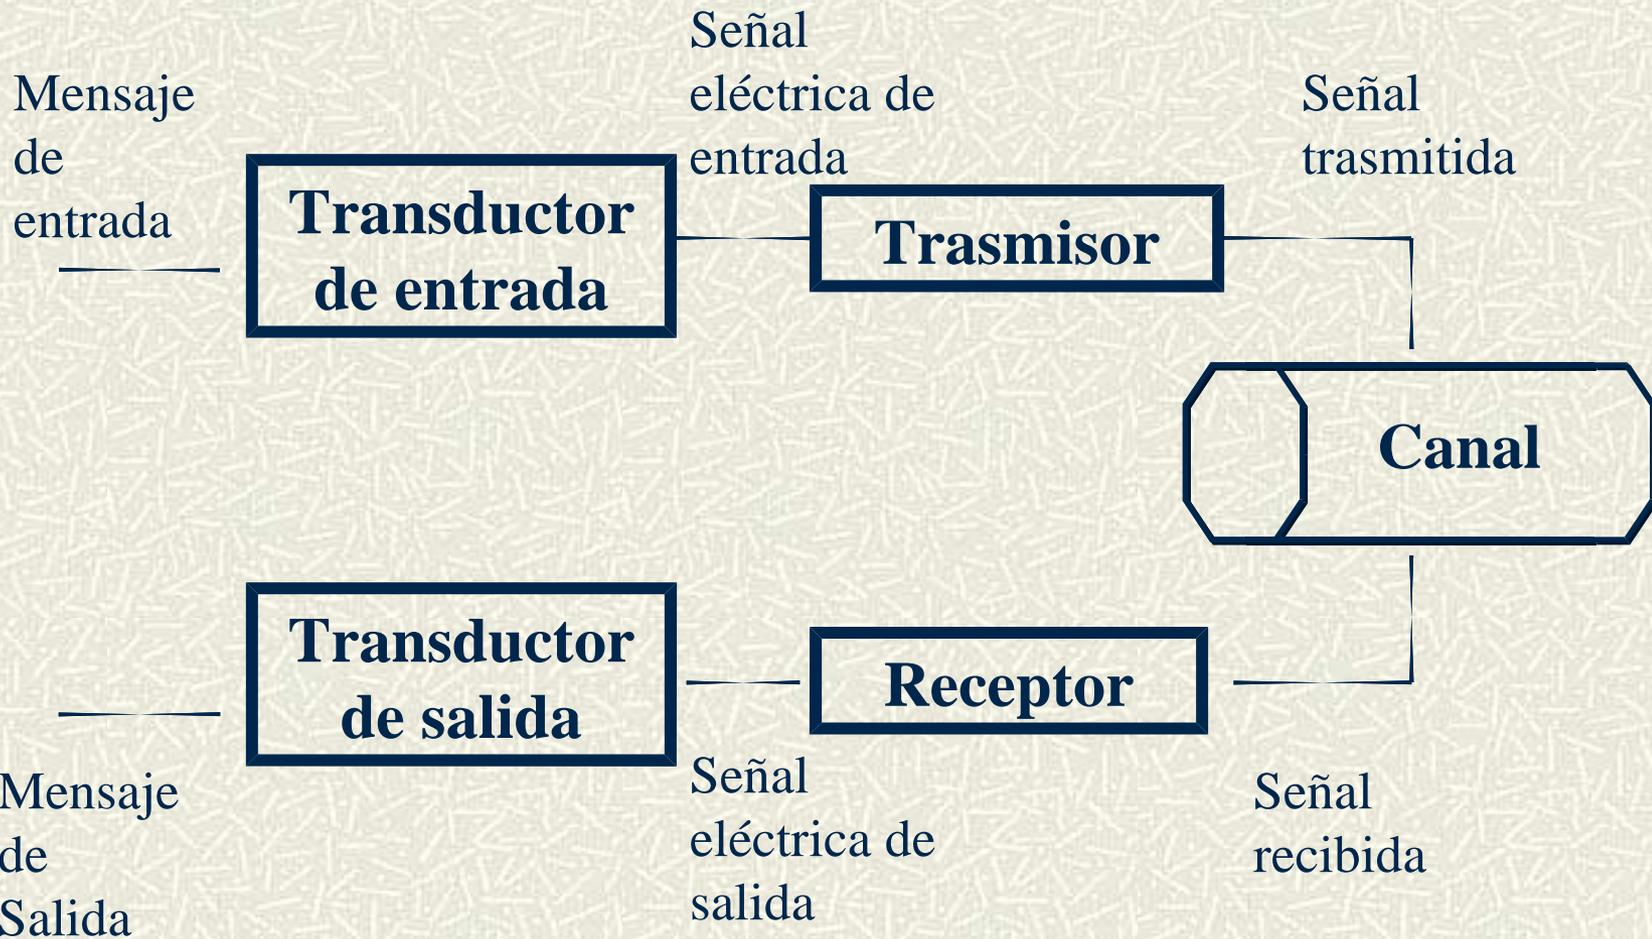 Mensaje
de
entrada
Transductor
de entrada
Señal
eléctrica de
entrada
Trasmisor
Señal
trasmitida
Canal
Transductor
de salida
Receptor
Mensaje
de
Salida
Señal
eléctrica de
salida
Señal
recibida